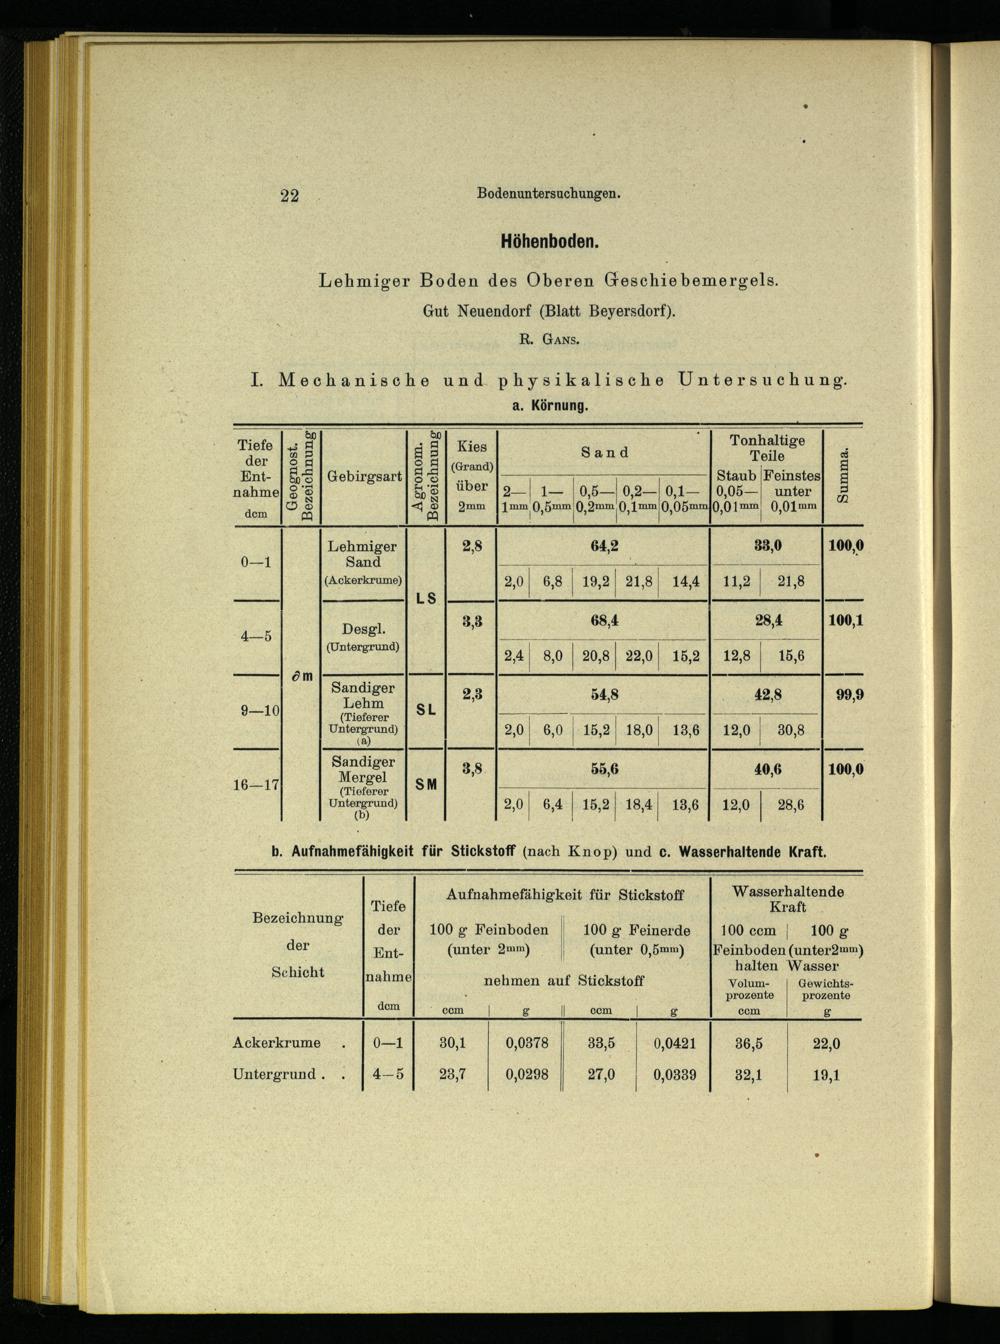 22 Bodenuntersuchungen.
Höhenboden.
Lehmiger Boden des Oberen Geschiebemergels.
Gut Neuendorf (Blatt Beyersdorf).
R. Gans.
I. Mechanische und physikalische Untersuchung.
a. Körnung.
Tiefe der Ent-nahme dcm | Geognost. Bezeichnung | Gebirgsart | Agronom. Bezeichnung | Kies (Grand) über 2mm | Sand | Tonhaltige Teile | Summa.
2—1mm | 1—0,5mm | 0,5—0,2mm | 0,2—0,1mm | 0,1—0,05mm | Staub 0,05—0,01mm | Feinstes unter 0,01mm
0—1 | ∂m | Lehmiger Sand (Ackerkrume) | LS | 2,8 | 64,2 | 33,0 | 100,0
2,0 | 6,8 | 19,2 | 21,8 | 14,4 | 11,2 | 21,8
4—5 | Desgl. (Untergrund) | 3,3 | 68,4 | 28,4 | 100,1
2,4 | 8,0 | 20,8 | 22,0 | 15,2 | 12,8 | 15,6
9—10 | Sandiger Lehm (Tieferer Untergrund) (a) | SL | 2,3 | 54,8 | 42,8 | 99,9
2,0 | 6,0 | 15,2 | 18,0 | 13,6 | 12,0 | 30,8
16—17 | Sandiger Mergel (Tieferer Untergrund) (b) | SM | 3,8 | 55,6 | 40,6 | 100,0
2,0 | 6,4 | 15,2 | 18,4 | 13,6 | 12,0 | 28,6
b. Aufnahmefähigkeit für Stickstoff (nach Knop) und c. Wasserhaltende Kraft.
Bezeichnung der Schicht | Tiefe der Ent-nahme dcm | Aufnahmefähigkeit für Stickstoff | Wasserhaltende Kraft
100 g Feinboden (unter 2mm) | 100 g Feinerde (unter 0,5mm) | 100 ccm | 100 g
Feinboden (unter 2mm)
nehmen auf Stickstoff | halten Wasser
Volum-prozente | Gewichts-prozente
ccm | g | ccm | g | ccm | g
Ackerkrume . | 0—1 | 30,1 | 0,0378 | 33,5 | 0,0421 | 36,5 | 22,0
Untergrund . . | 4—5 | 23,7 | 0,0298 | 27,0 | 0,0339 | 32,1 | 19,1